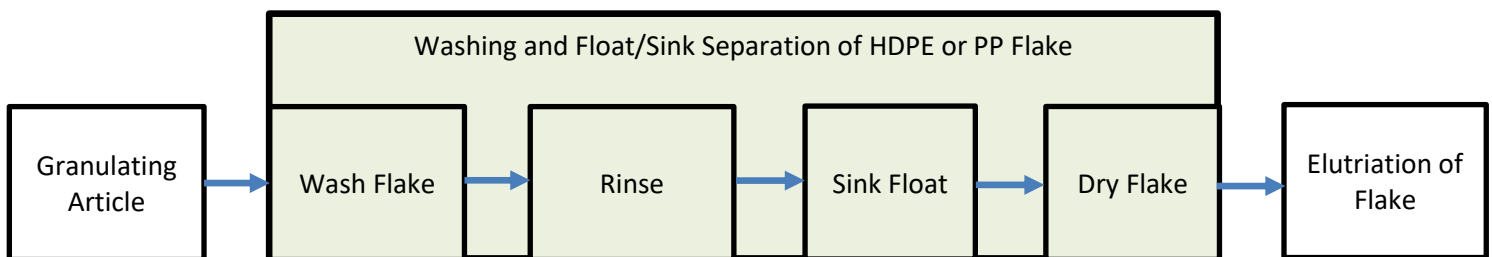 Washing and Float/Sink Separation of HDPE or PP Flake
Granulating
Article
Wash Flake
Rinse
Sink Float
Dry Flake
Elutriation of
Flake